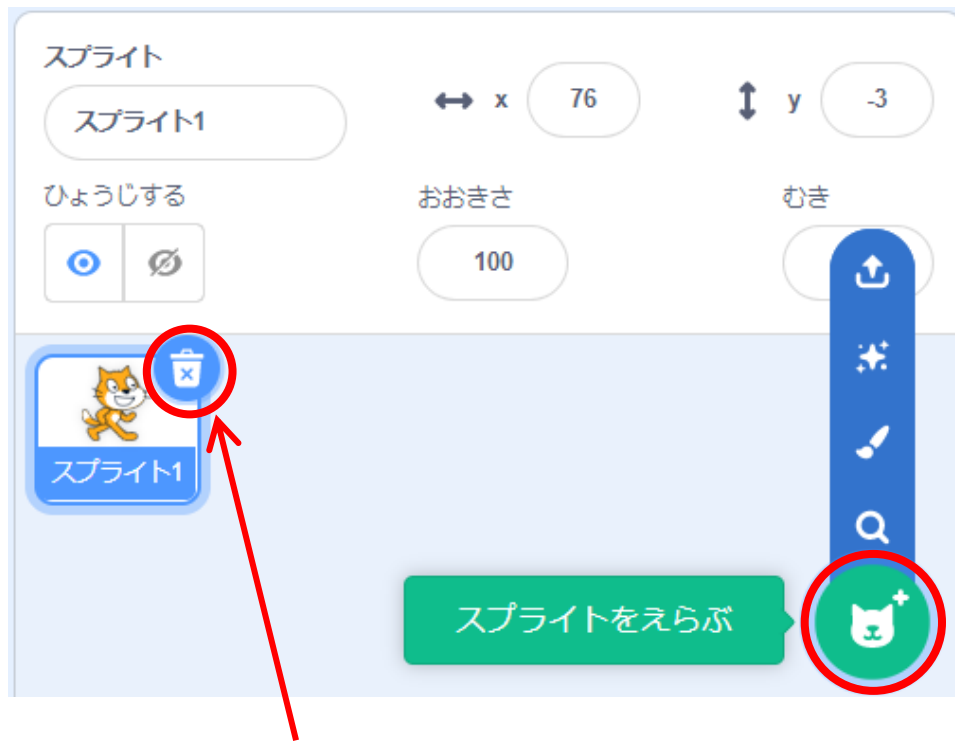 スプライト
スプライト1
x 76
y -3
ひょうじする
おおきさ
むき
100
スプライト1
スプライトをえらぶ